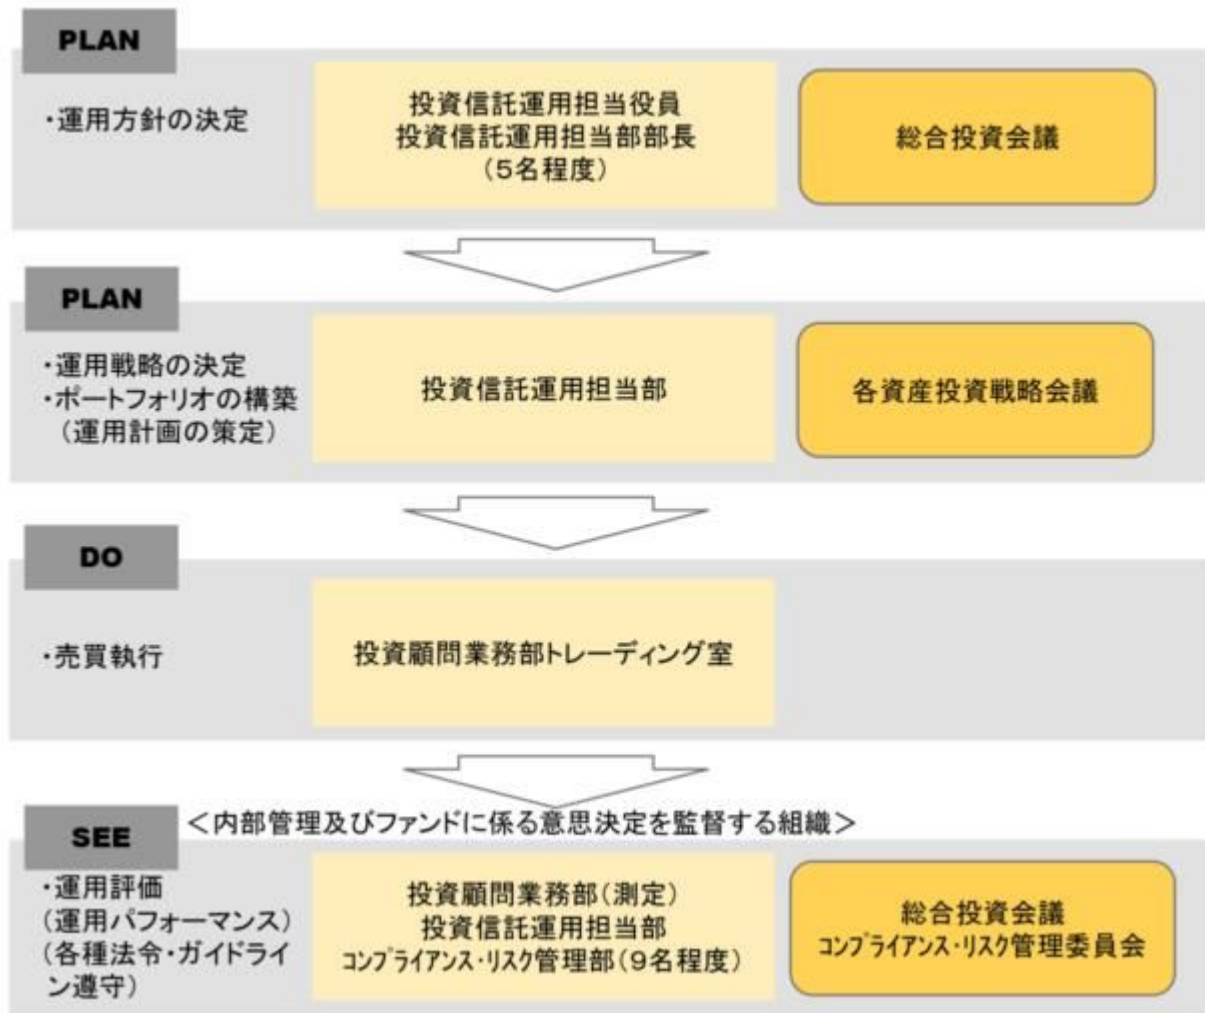 PLAN
・運用方針の決定
投資信託運用担当役員
投資信託運用担当部部長
(5名程度)
総合投資会議
PLAN
・運用戦略の決定
・ポートフォリオの構築
(運用計画の策定)
投資信託運用担当部
各資産投資戦略会議
DO
・売買執行
投資顧問業務部トレーディング室
SEE
＜内部管理及びファンドに係る意思決定を監督する組織＞
・運用評価
(運用パフォーマンス)
(各種法令・ガイドライ
ン遵守)
投資顧問業務部(測定)
投資信託運用担当部
ｺﾝﾌﾟﾗｲｱﾝｽ･ﾘｽｸ管理部(9名程度)
総合投資会議
ｺﾝﾌﾟﾗｲｱﾝｽ･ﾘｽｸ管理委員会